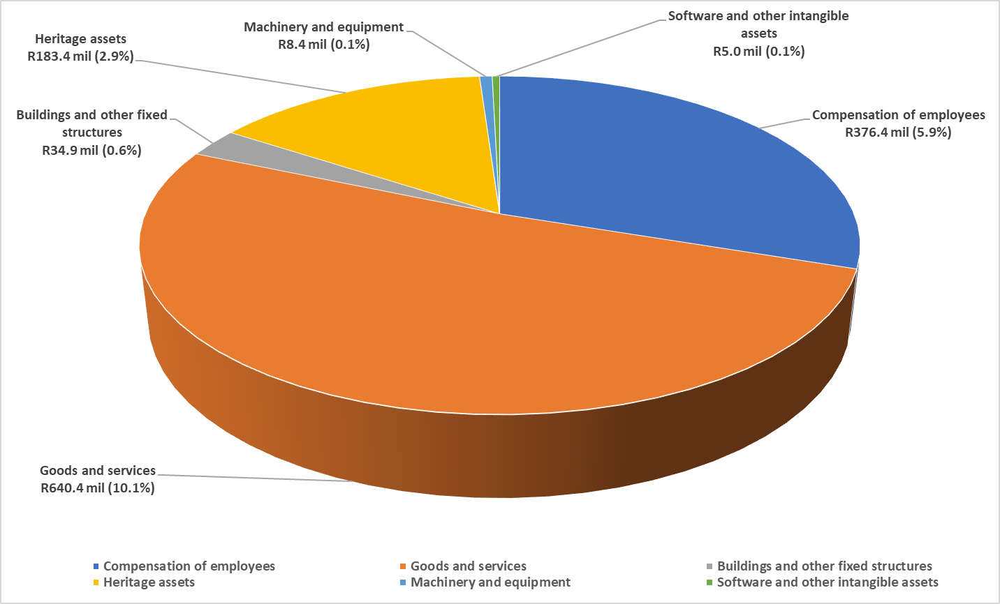 Software and other intangible
assets
R5.0 mil (0.1%)
Machinery and equipment
R8.4 mil (0.1%)
Heritage assets
R183.4 mil (2.9%)
Buildings and other fixed
structures
R34.9 mil (0.6%)
Compensation of employees
R376.4 mil (5.9%)
Goods and services
R640.4 mil (10.1%)
Compensation of employees
Goods and services
Buildings and other fixed structures
Heritage assets
Machinery and equipment
Software and other intangible assets